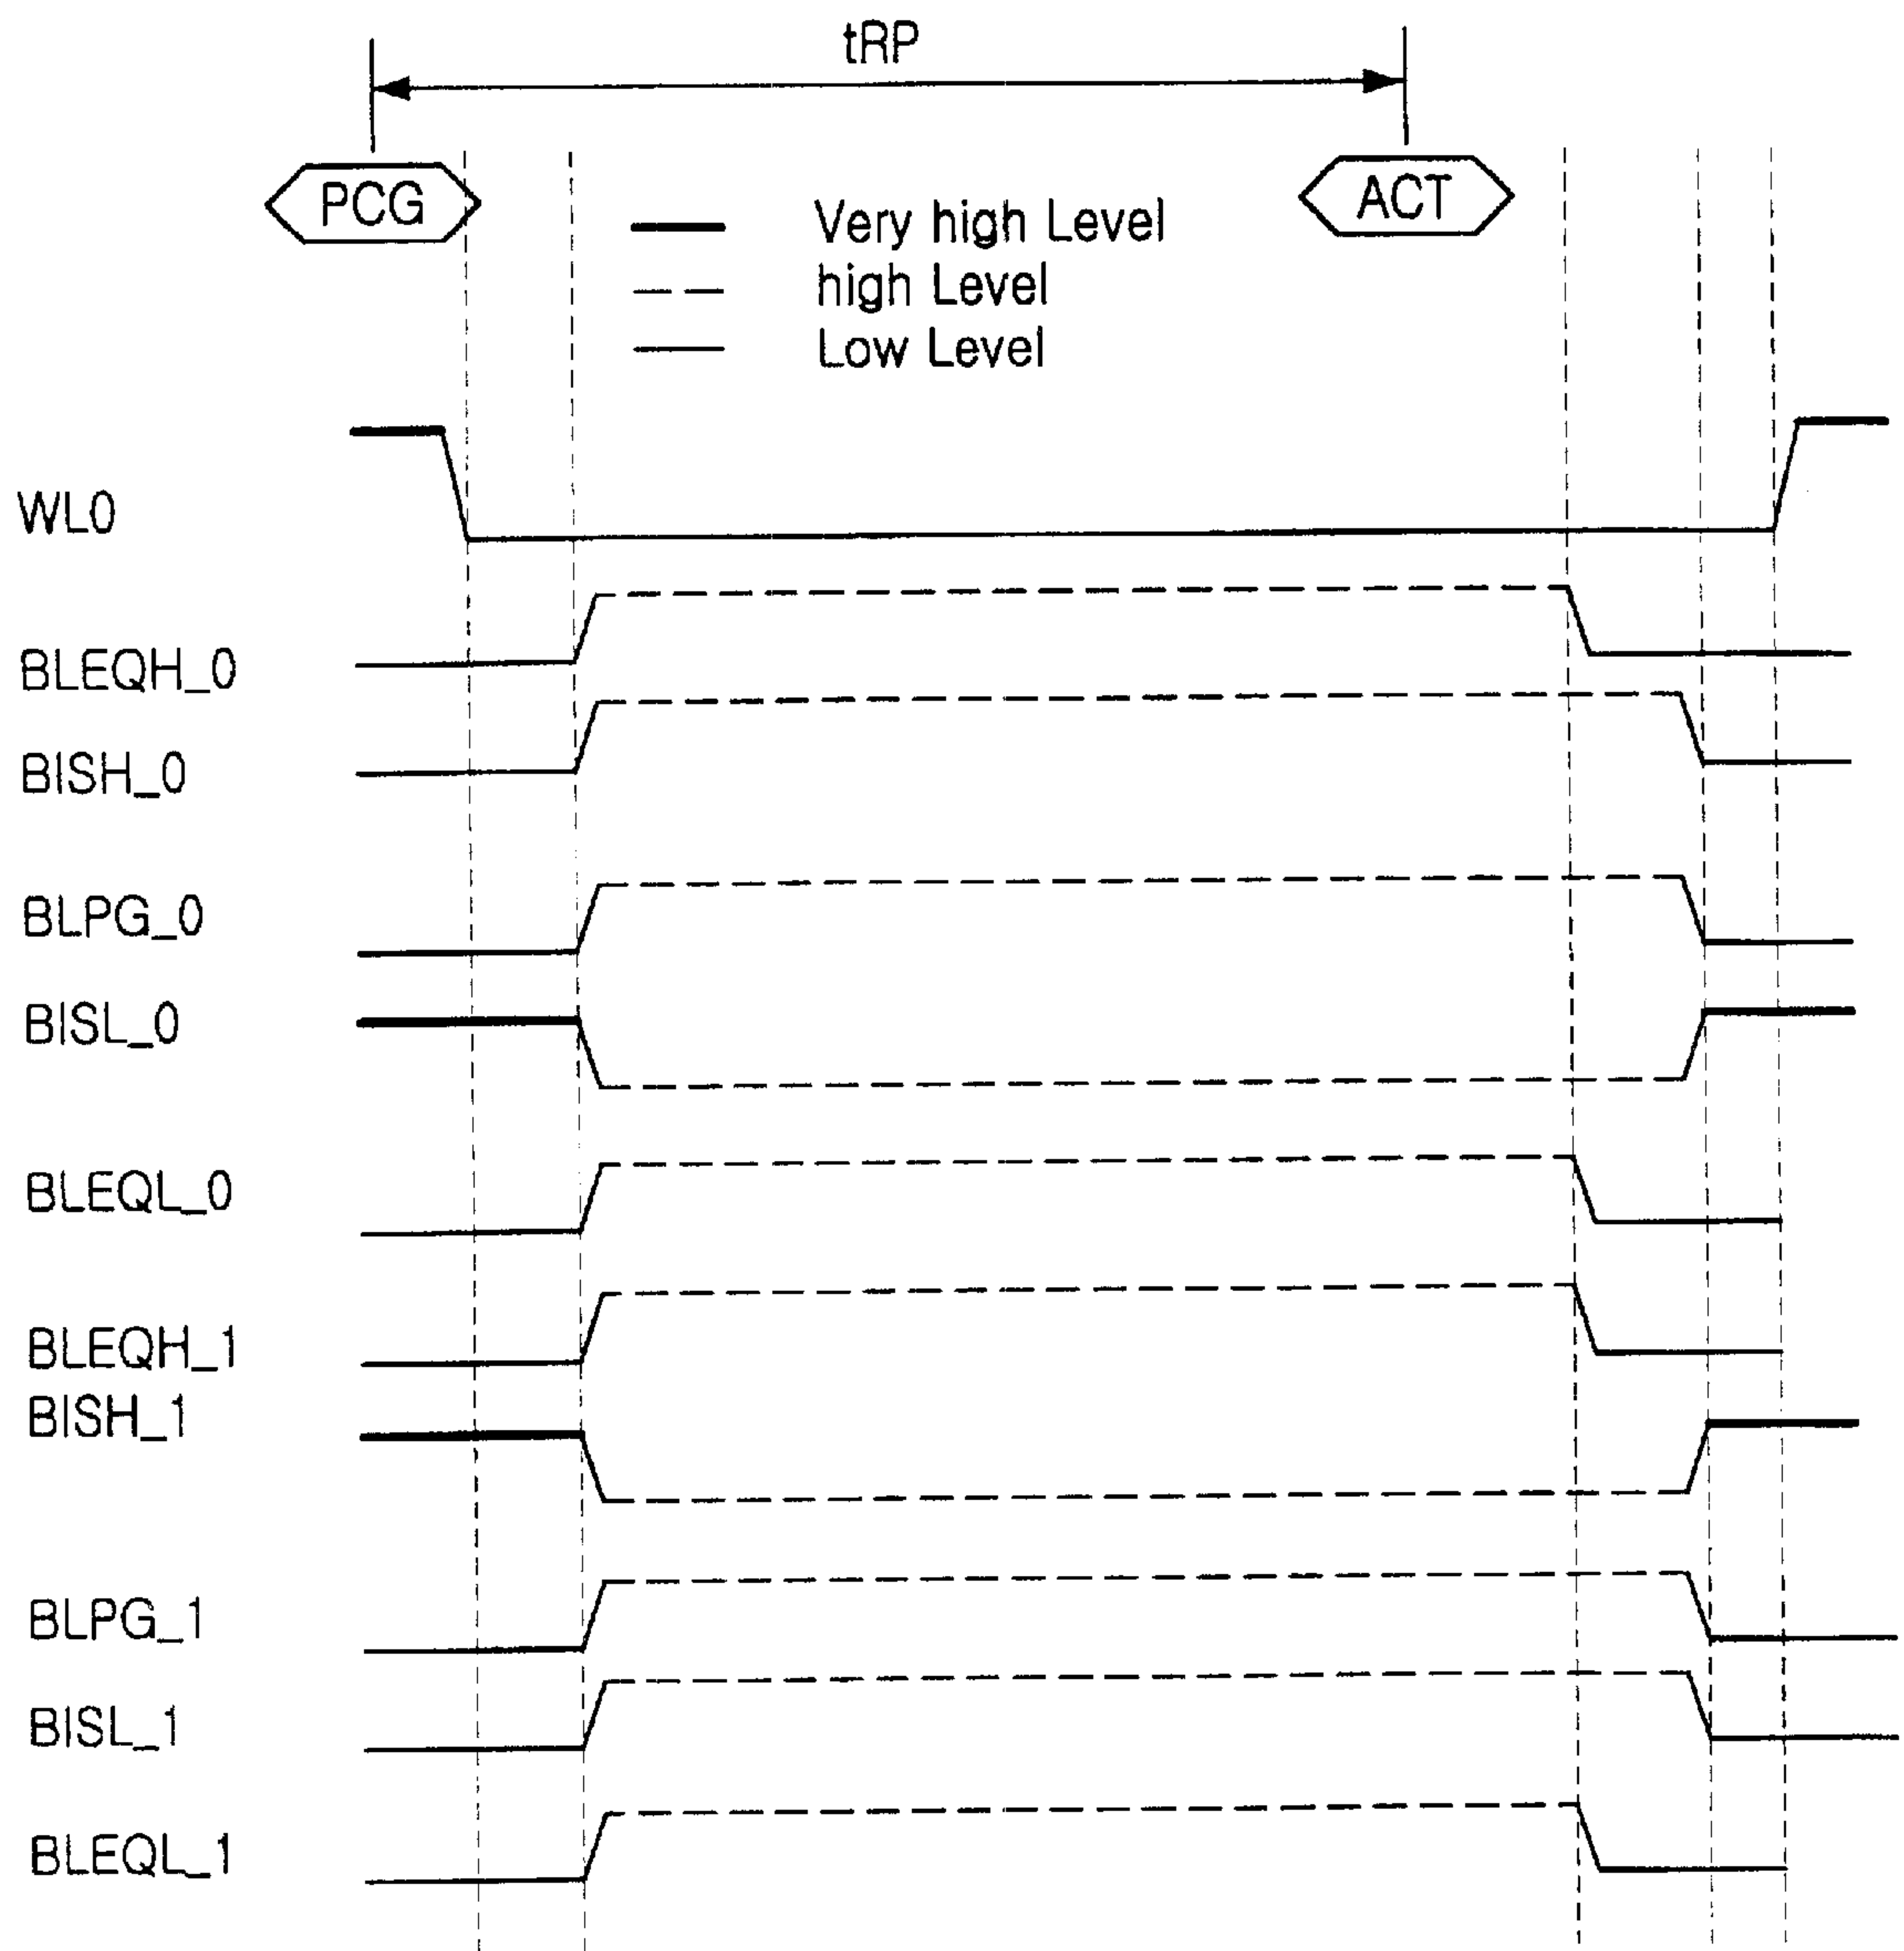 tRP
PCG
ACT
Very high Level
high Level
Low Level
WL0
BLEQH_0
BISH_0
BLPG_0
BISL_0
BLEQL_0
BLEQH_1
BISH_1
BLPG_1
BISL_1
BLEQL_1